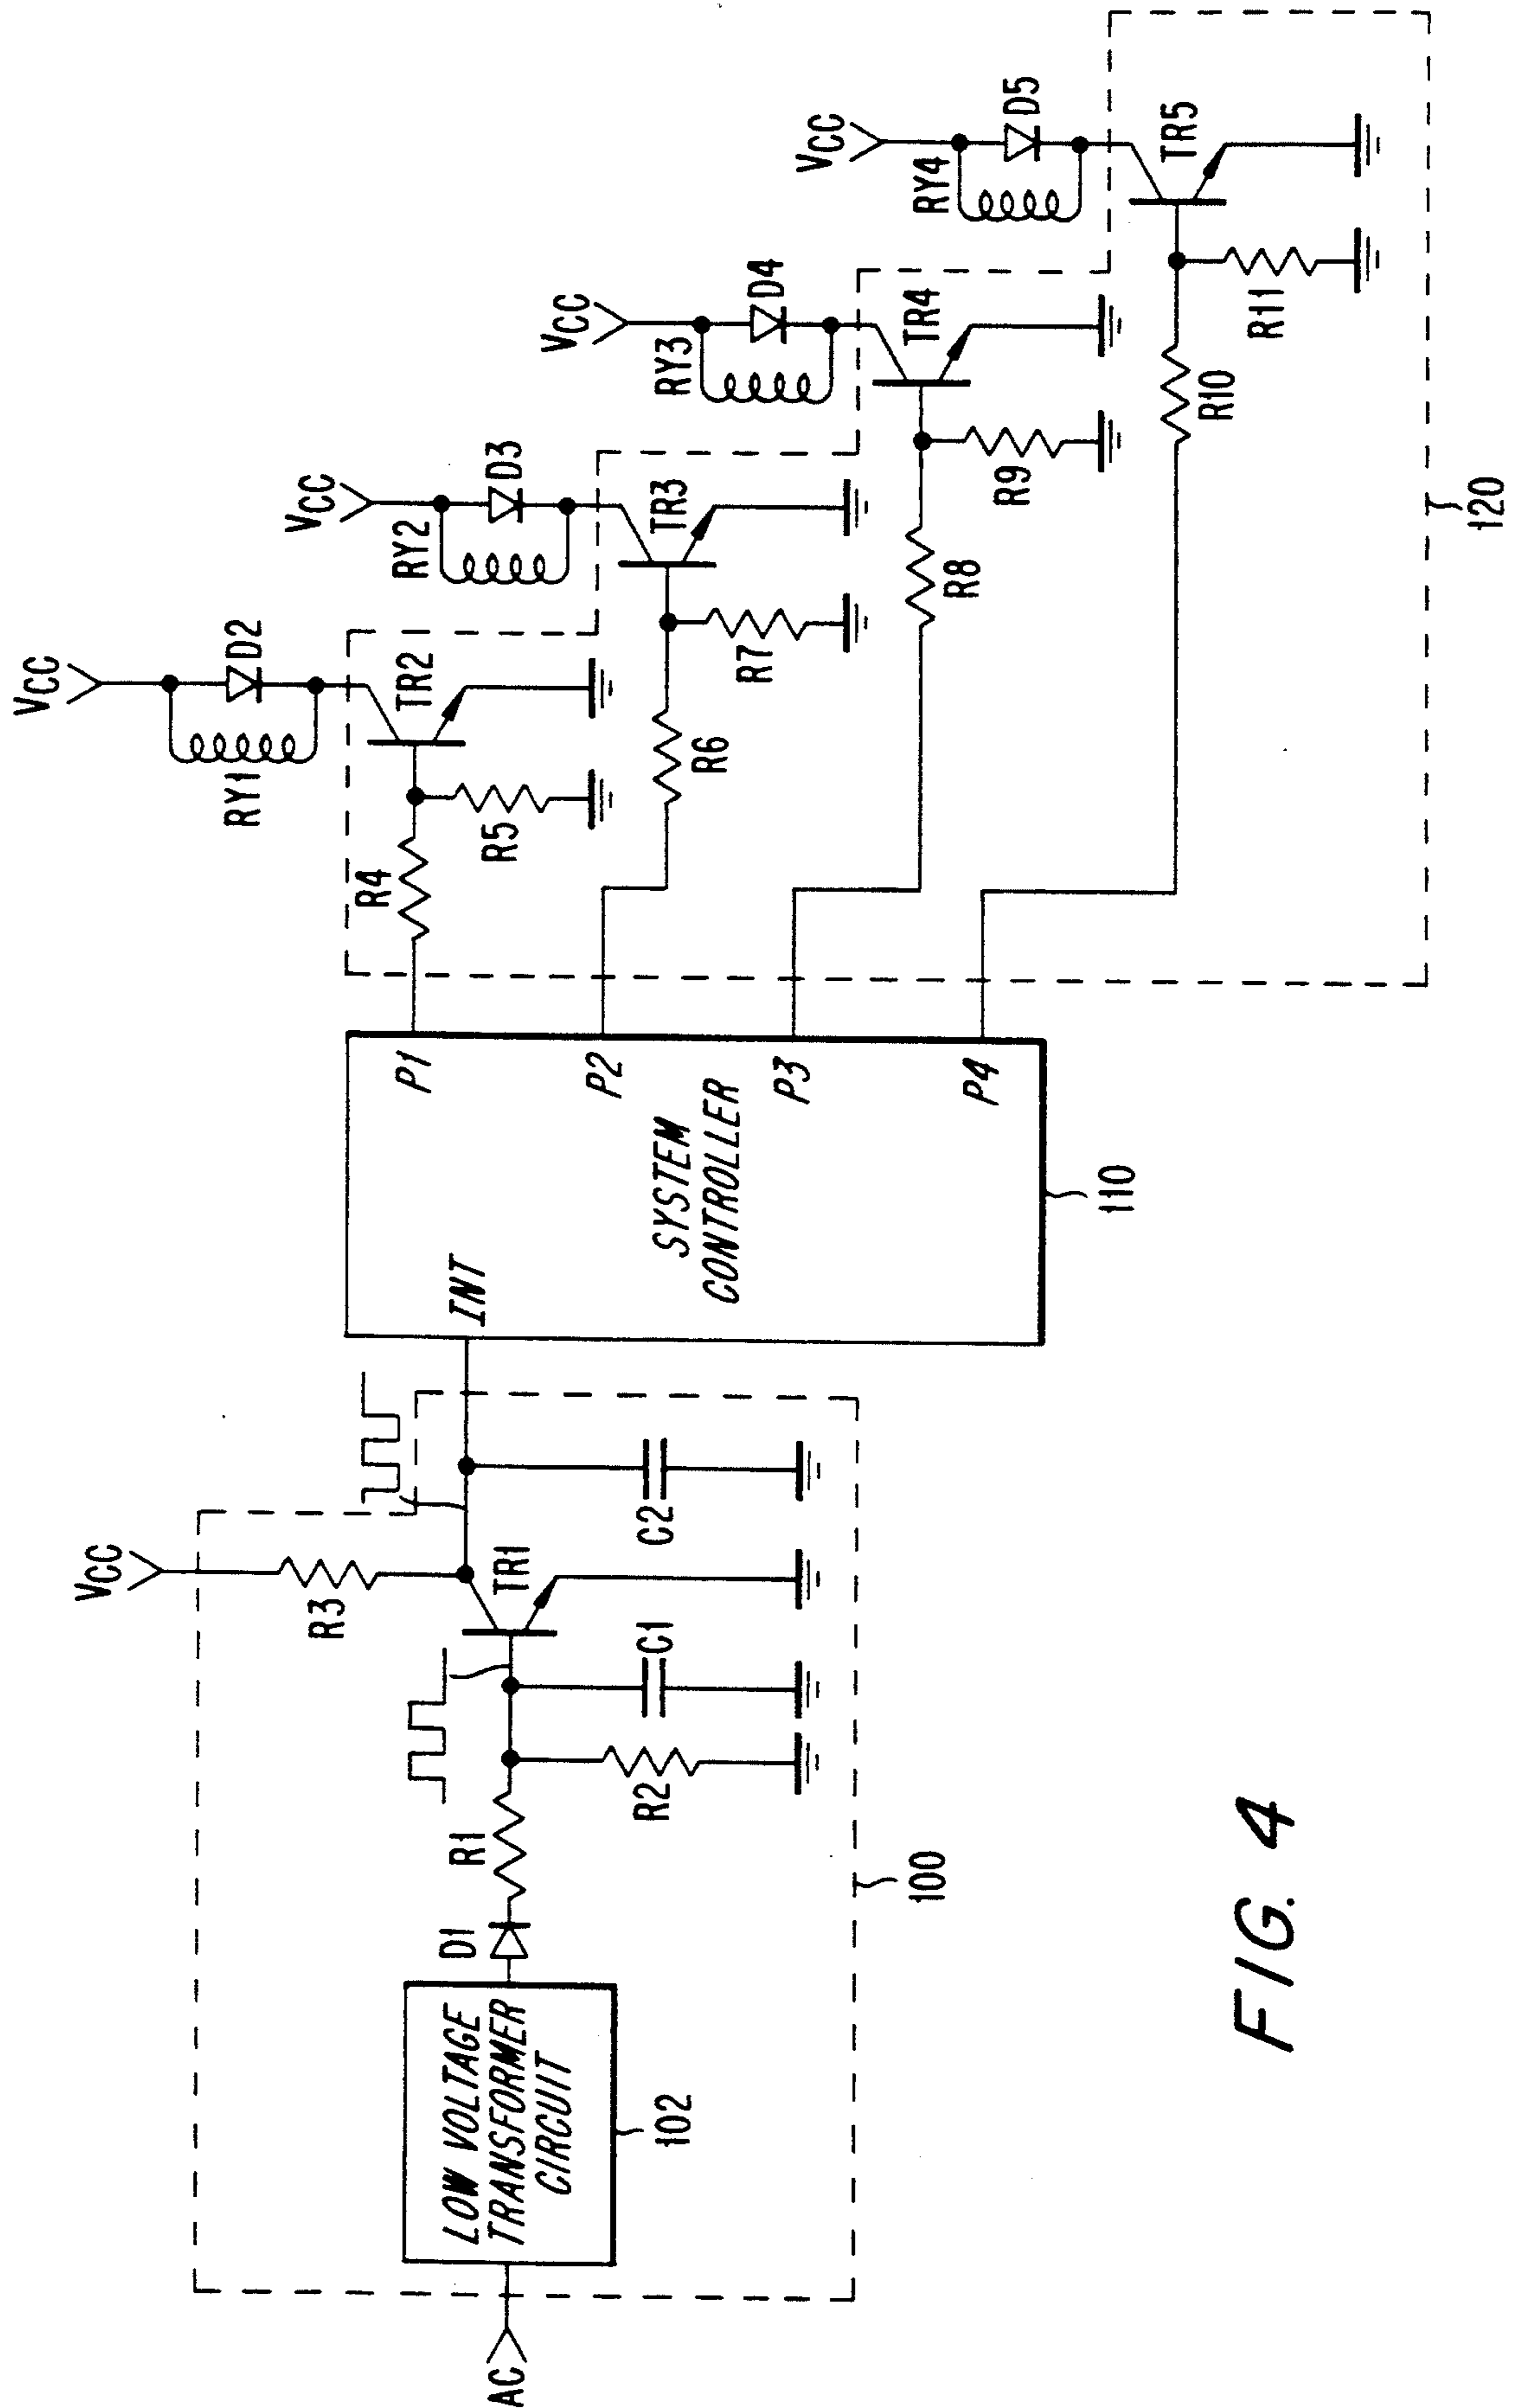 AC
LOW VOLTAGE
TRANSFORMER
CIRCUIT
102
D1
R1
R2
C1
TR1
R3
VCC
C2
100
INT
SYSTEM
CONTROLLER
110
P1
P2
P3
P4
R4
R5
TR2
RY1
D2
VCC
R6
R7
TR3
RY2
D3
VCC
R8
R9
TR4
RY3
D4
VCC
R10
R11
TR5
RY4
D5
VCC
120
FIG. 4